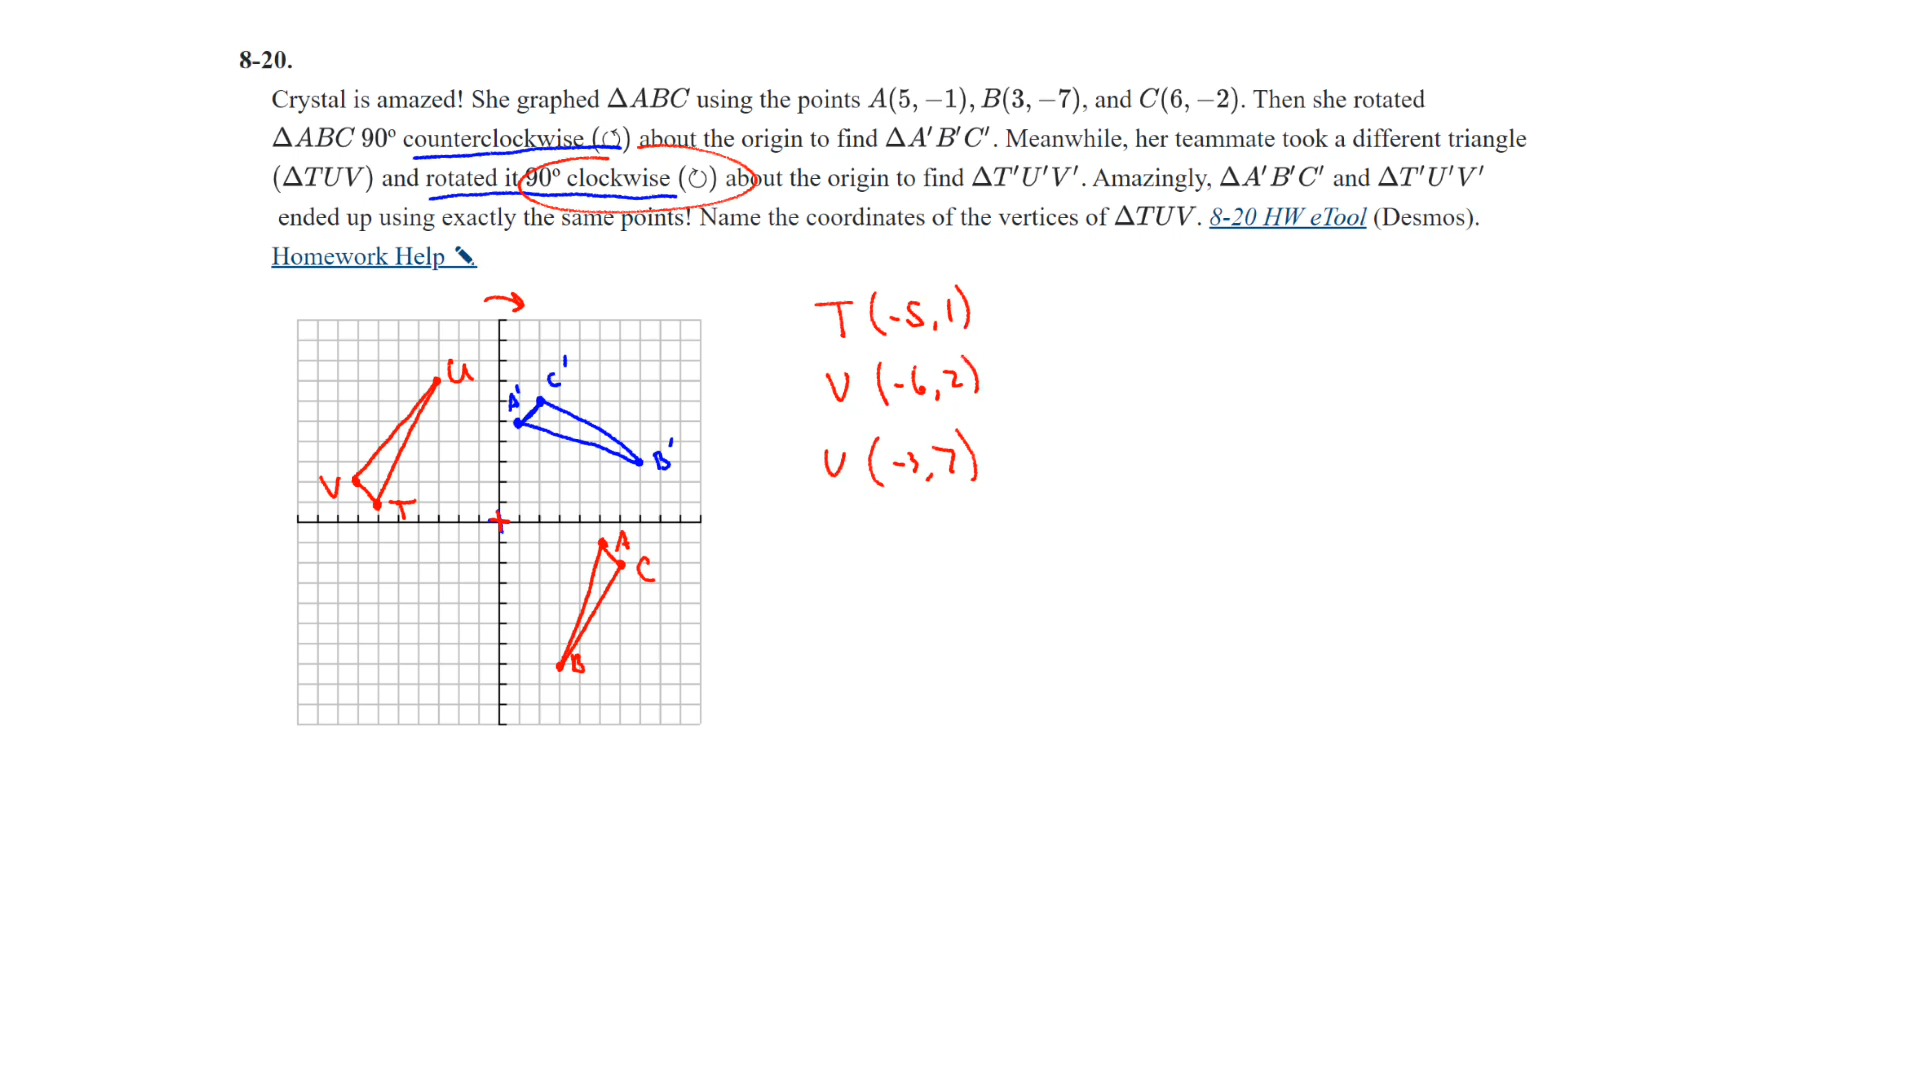 8-20.
Crystal is amazed! She graphed ΔABC using the points A(5, −1), B(3, −7), and C(6, −2). Then she rotated
ΔABC 90º counterclockwise (↺) about the origin to find ΔA′B′C′. Meanwhile, her teammate took a different triangle
(ΔTUV) and rotated it 90º clockwise (↻) about the origin to find ΔT′U′V′. Amazingly, ΔA′B′C′ and ΔT′U′V′
ended up using exactly the same points! Name the coordinates of the vertices of ΔTUV. 8-20 HW eTool (Desmos).
Homework Help ✎
T (-5,1)
V (-6,2)
U (-3,7)
U
C'
A'
B'
V
T
A
C
B